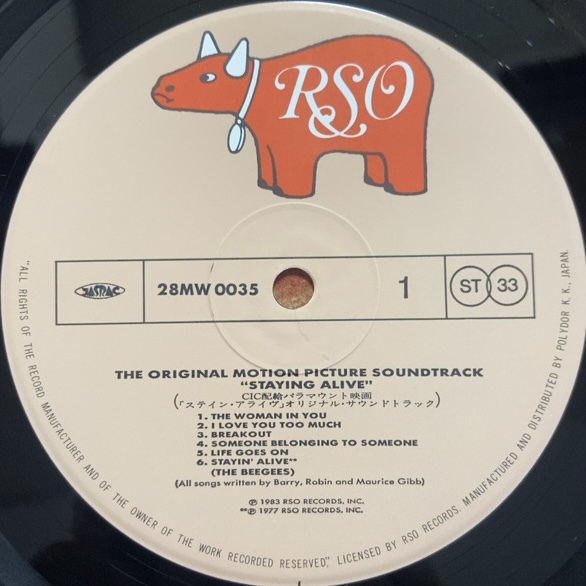 RSO
JASRAC
28MW 0035
1
ST 33
THE ORIGINAL MOTION PICTURE SOUNDTRACK
"STAYING ALIVE"
CIC配給パラマウント映画
(「ステイン・アライヴ」オリジナル・サウンドトラック)
1. THE WOMAN IN YOU
2. I LOVE YOU TOO MUCH
3. BREAKOUT
4. SOMEONE BELONGING TO SOMEONE
5. LIFE GOES ON
6. STAYIN' ALIVE**
(THE BEEGEES)
(All songs written by Barry, Robin and Maurice Gibb)
℗ 1983 RSO RECORDS, INC.
**℗ 1977 RSO RECORDS, INC.
"ALL RIGHTS OF THE RECORD MANUFACTURER AND OF THE OWNER OF THE WORK RECORDED RESERVED," LICENSED BY RSO RECORDS. MANUFACTURED AND DISTRIBUTED BY POLYDOR K. K., JAPAN.